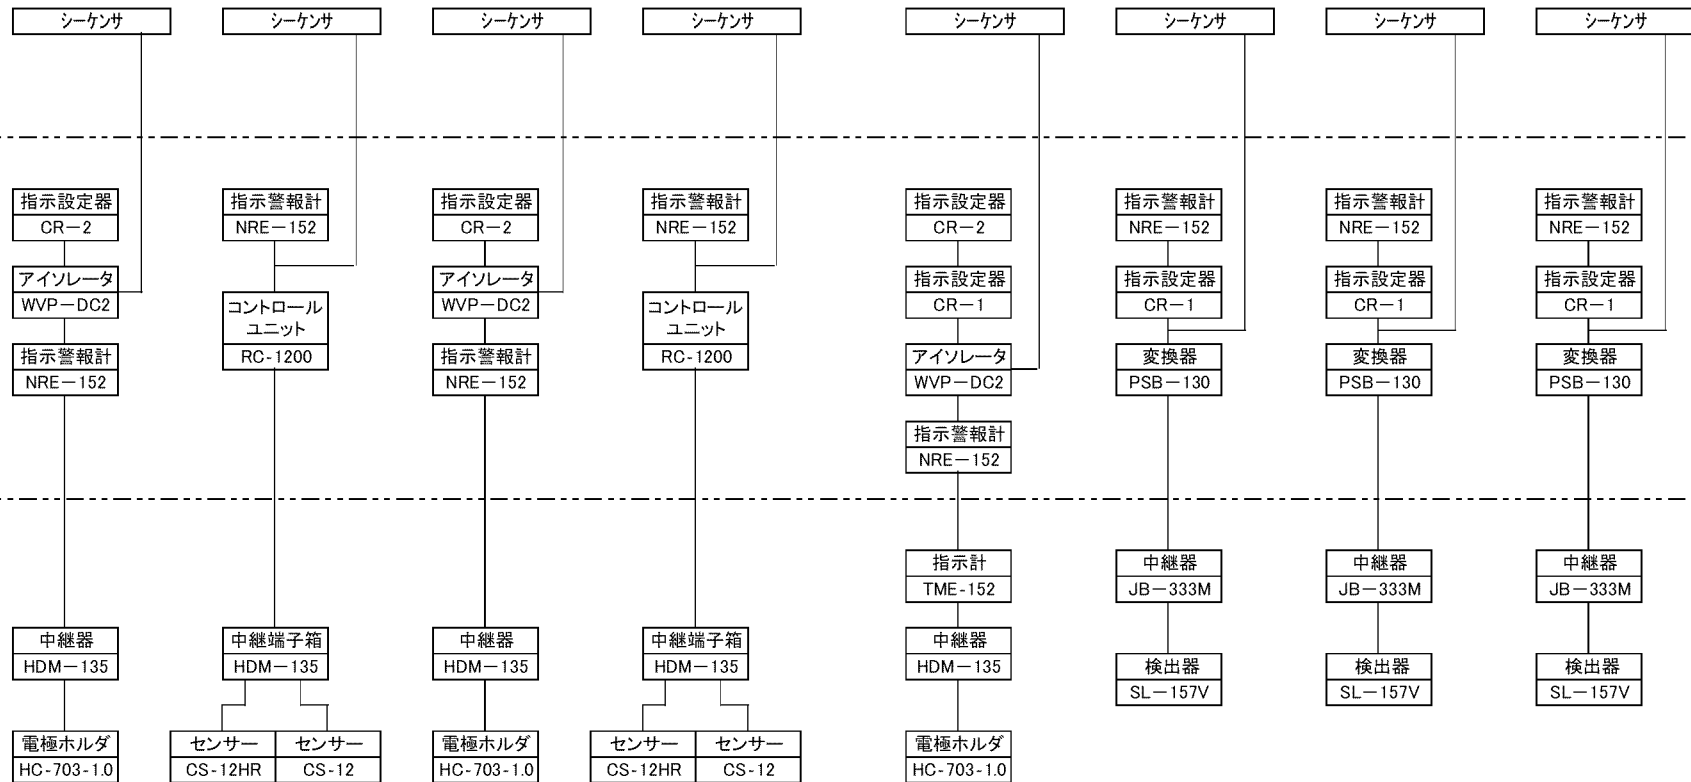 シーケンサ
シーケンサ
シーケンサ
シーケンサ
シーケンサ
シーケンサ
シーケンサ
シーケンサ
指示設定器
CR－2
アイソレータ
WVP－DC2
指示警報計
NRE－152
中継器
HDM－135
電極ホルダ
HC-703-1.0
指示警報計
NRE－152
コントロール
ユニット
RC-1200
中継端子箱
HDM－135
センサー
CS-12HR
センサー
CS-12
指示設定器
CR－2
アイソレータ
WVP－DC2
指示警報計
NRE－152
中継器
HDM－135
電極ホルダ
HC-703-1.0
指示警報計
NRE－152
コントロール
ユニット
RC-1200
中継端子箱
HDM－135
センサー
CS-12HR
センサー
CS-12
指示設定器
CR－2
指示設定器
CR－1
アイソレータ
WVP－DC2
指示警報計
NRE－152
指示計
TME-152
中継器
HDM－135
電極ホルダ
HC-703-1.0
指示警報計
NRE－152
指示設定器
CR－1
変換器
PSB－130
中継器
JB－333M
検出器
SL－157V
指示警報計
NRE－152
指示設定器
CR－1
変換器
PSB－130
中継器
JB－333M
検出器
SL－157V
指示警報計
NRE－152
指示設定器
CR－1
変換器
PSB－130
中継器
JB－333M
検出器
SL－157V